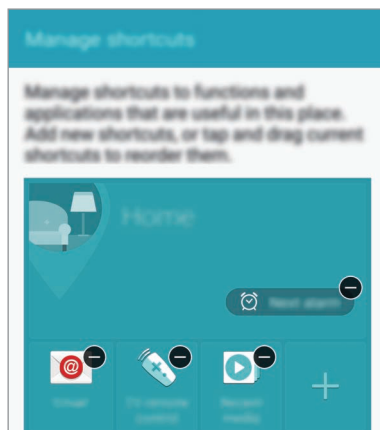 Manage shortcuts
Manage shortcuts to functions and
applications that are useful in this place.
Add new shortcuts, or tap and drag current
shortcuts to reorder them.
Home
Next alarm
Email
TV remote
control
Recent
media